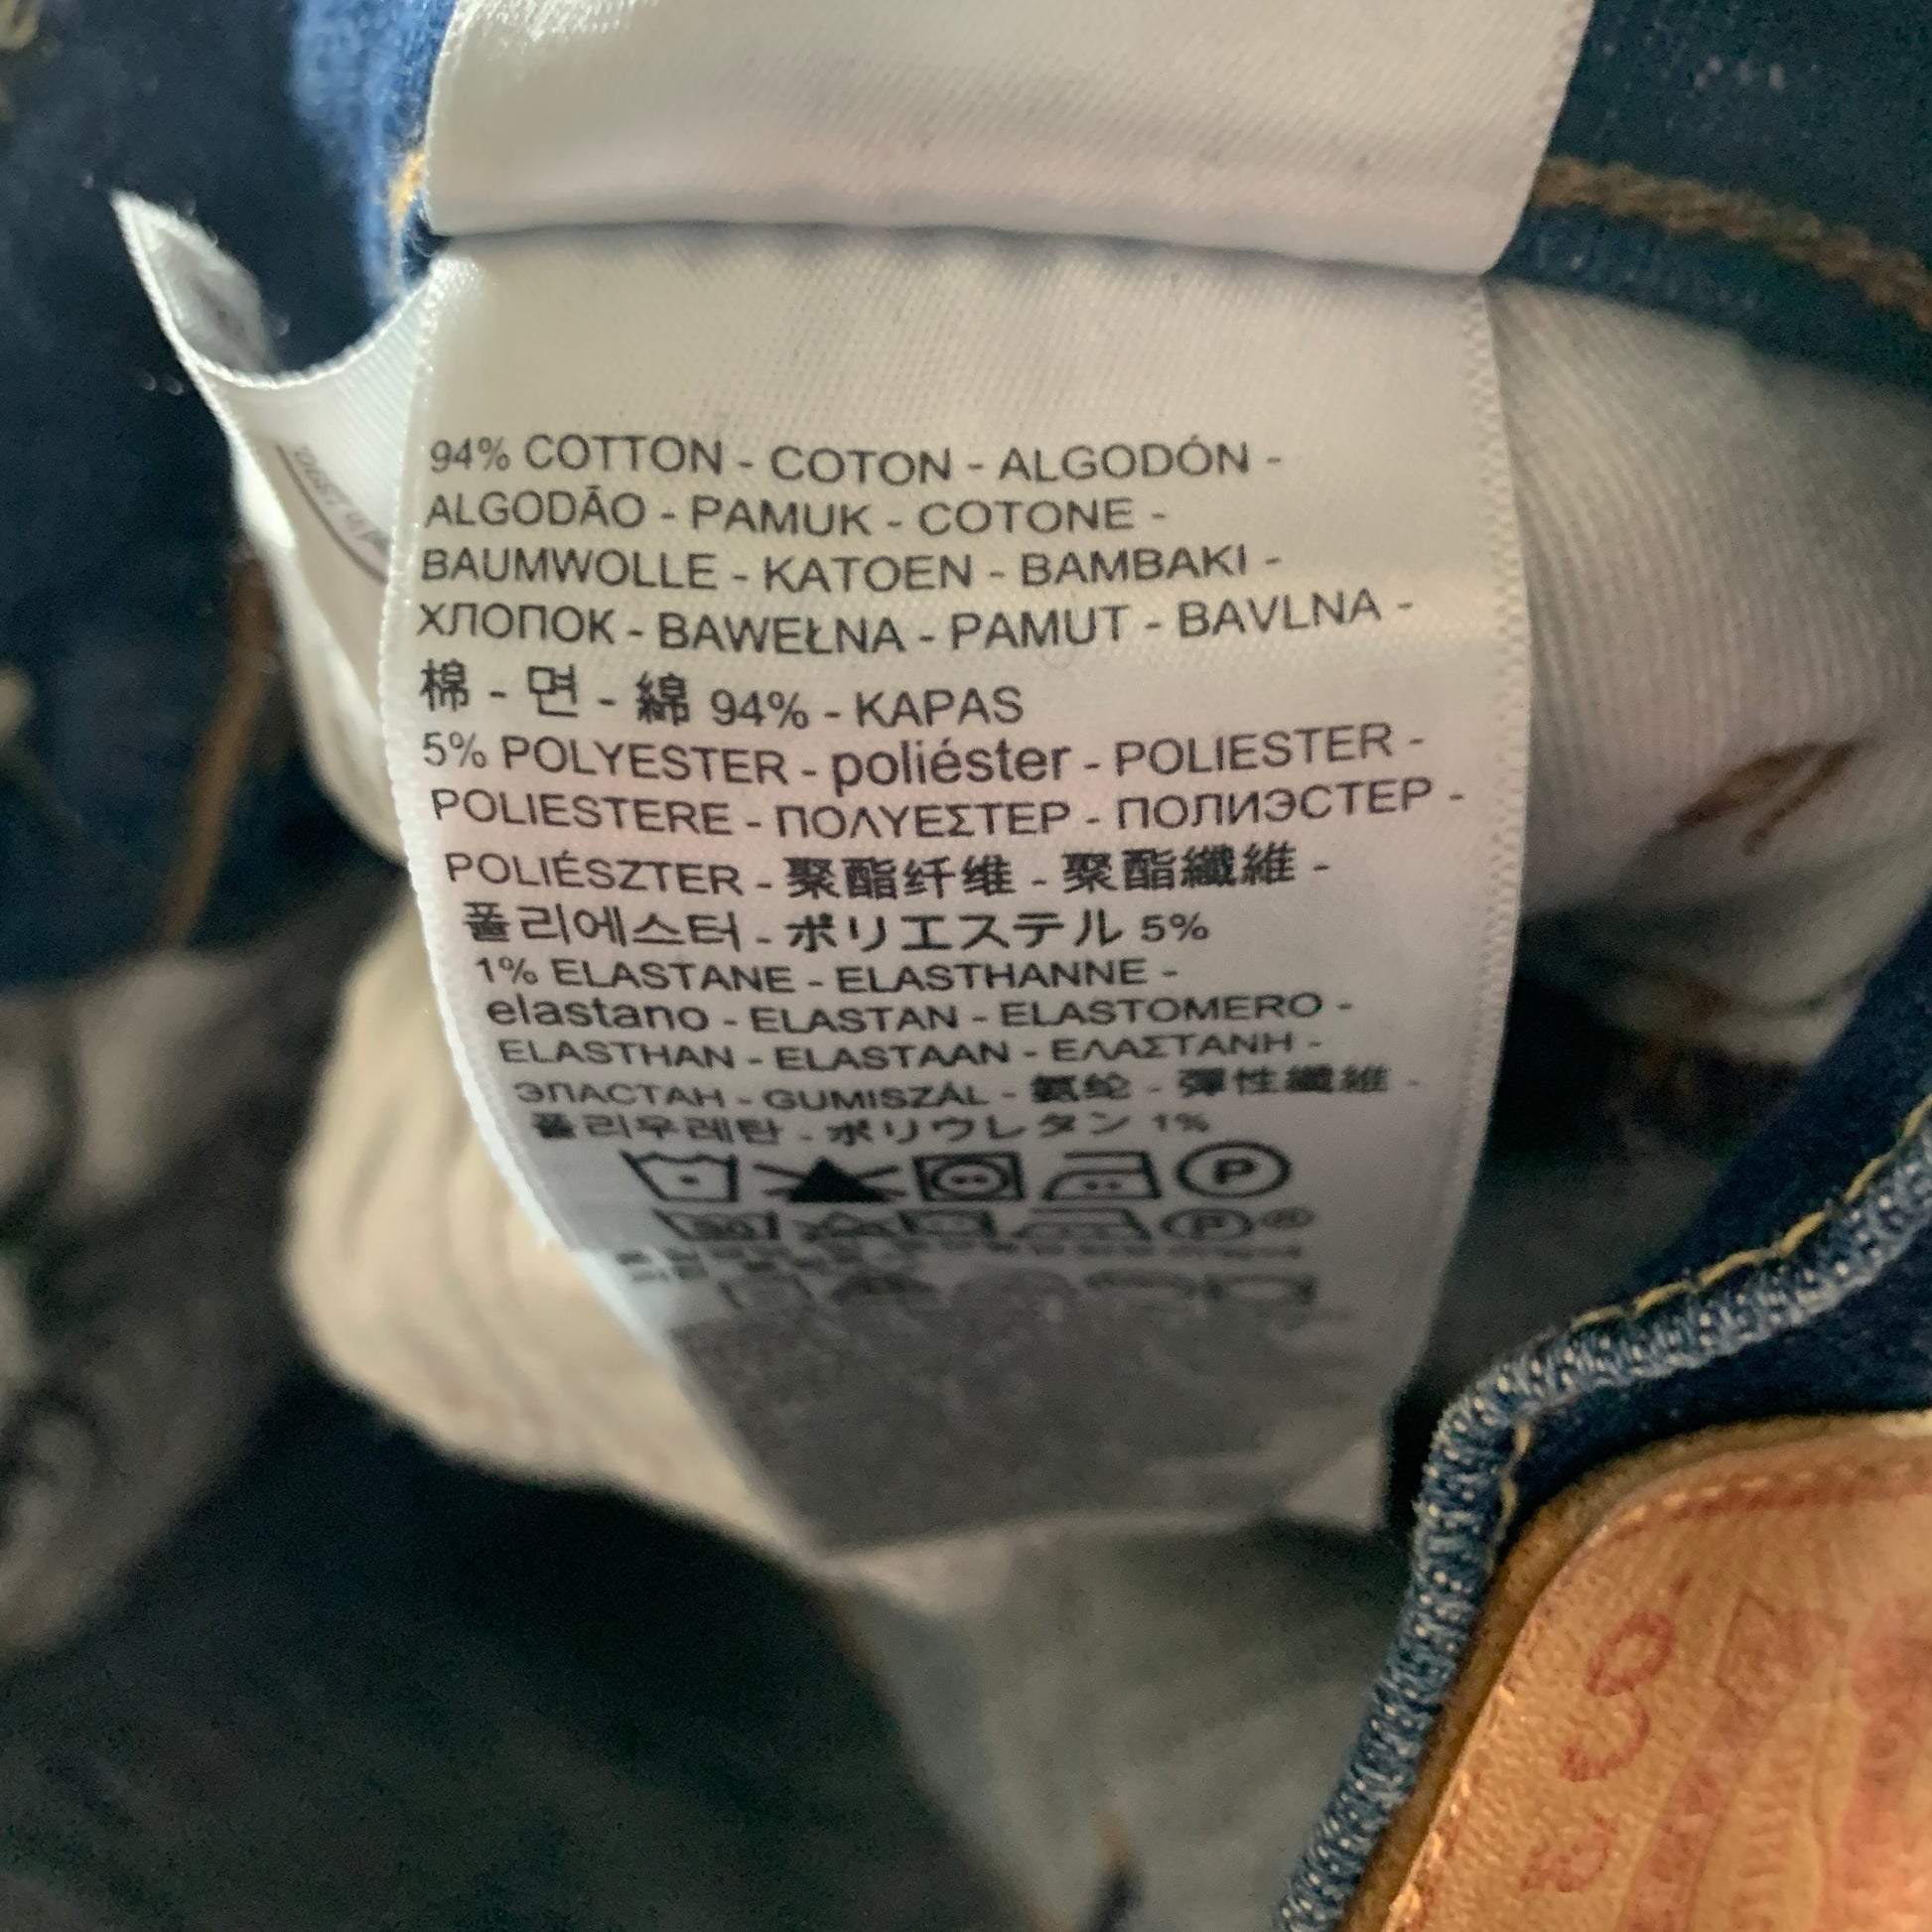 94% COTTON - COTON - ALGODÓN -
ALGODÃO - PAMUK - COTONE -
BAUMWOLLE - KATOEN - BAMBAKI -
ХЛОПОК - BAWEŁNA - PAMUT - BAVLNA -
棉 - 면 - 綿 94% - KAPAS
5% POLYESTER - poliéster - POLIESTER -
POLIESTERE - ΠΟΛΥΕΣΤΕΡ - ПОЛИЭСТЕР -
POLIÉSZTER - 聚酯纤维 - 聚酯纖維 -
폴리에스터 - ポリエステル 5%
1% ELASTANE - ELASTHANNE -
elastano - ELASTAN - ELASTOMERO -
ELASTHAN - ELASTAAN - ΕΛΑΣΤΑΝΗ -
ЭЛАСТАН - GUMISZÁL - 氨纶 - 彈性纖維 -
폴리우레탄 - ポリウレタン 1%
P
P